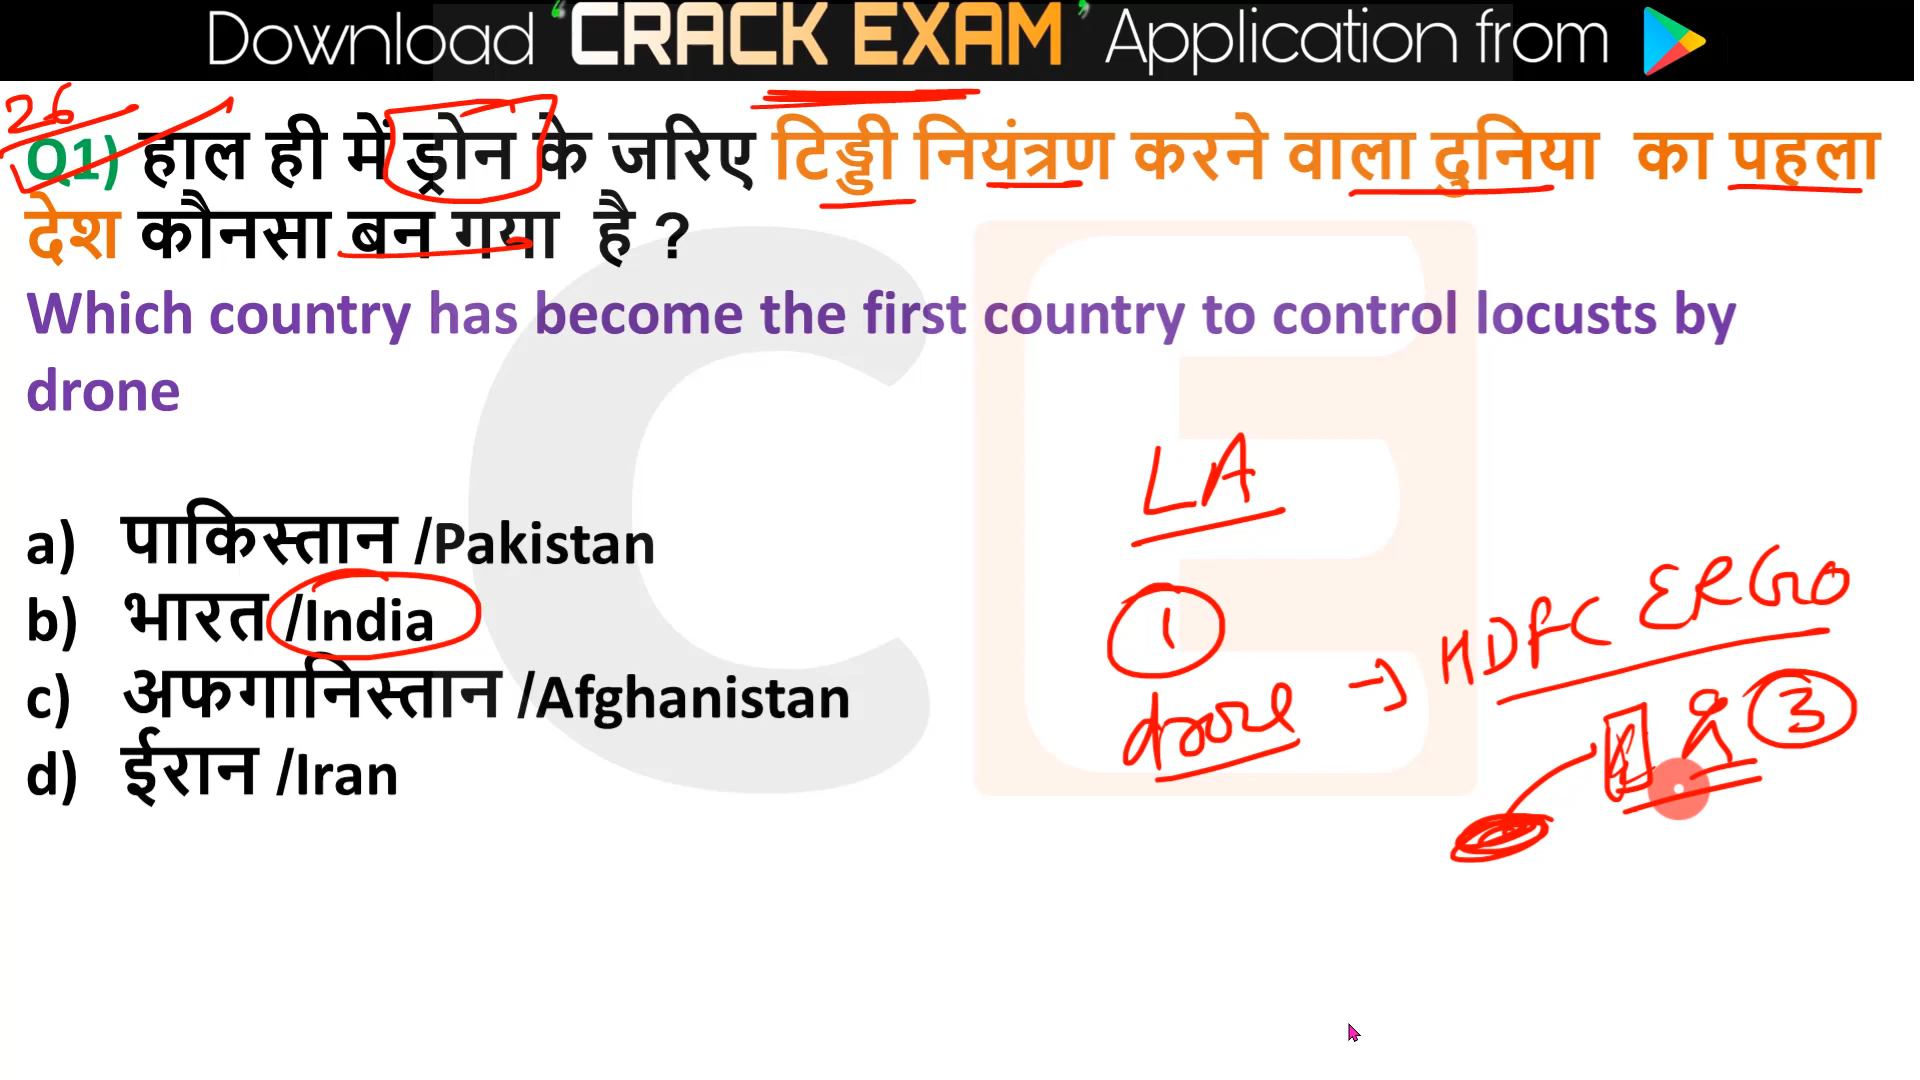 Download ‘CRACK EXAM’ Application from
26
Q1) हाल ही में ड्रोन के जरिए टिड्डी नियंत्रण करने वाला दुनिया का पहला
देश कौनसा बन गया है ?
Which country has become the first country to control locusts by
drone
a) पाकिस्तान /Pakistan
b) भारत /India
c) अफगानिस्तान /Afghanistan
d) ईरान /Iran
LA
1
drone → HDFC ERGO
3
CE